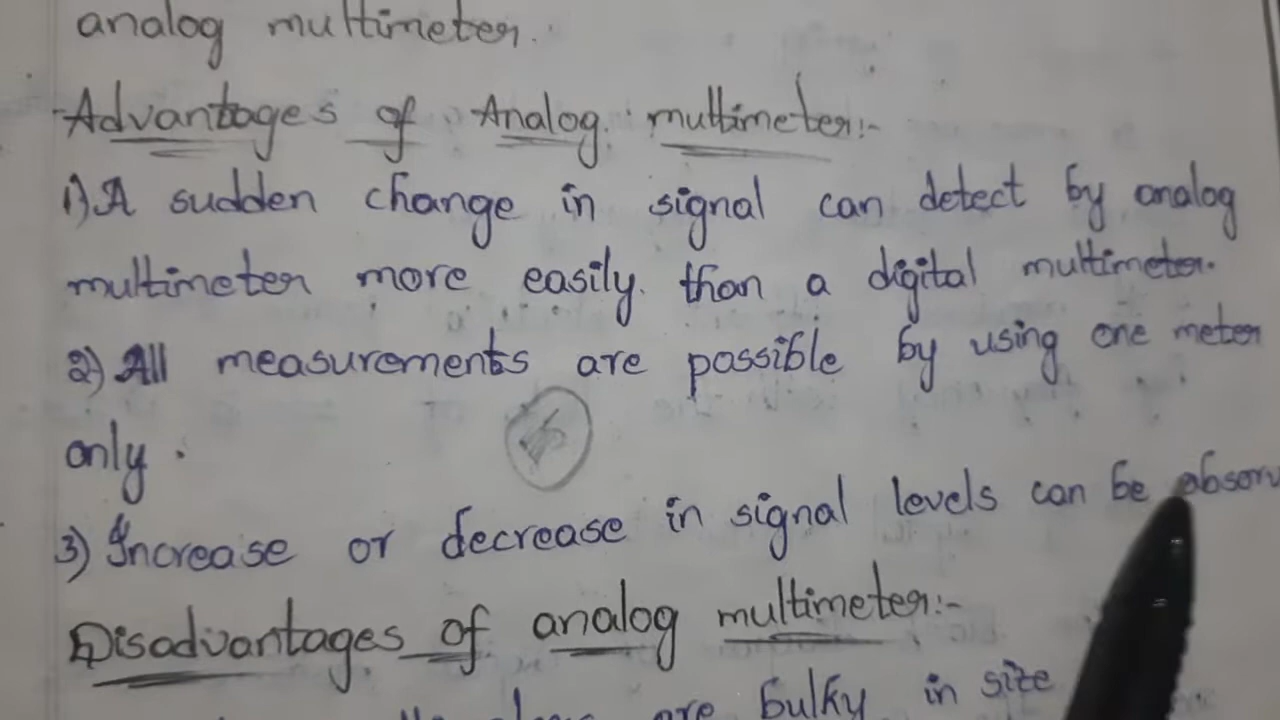 analog multimeter.
Advantages of Analog multimeter:-
1) A sudden change in signal can detect by analog
multimeter more easily. than a digital multimeter.
2) All measurements are possible by using one meter
only.
3) Increase or decrease in signal levels can be
Disadvantages of analog multimeter:-
are bulky in size